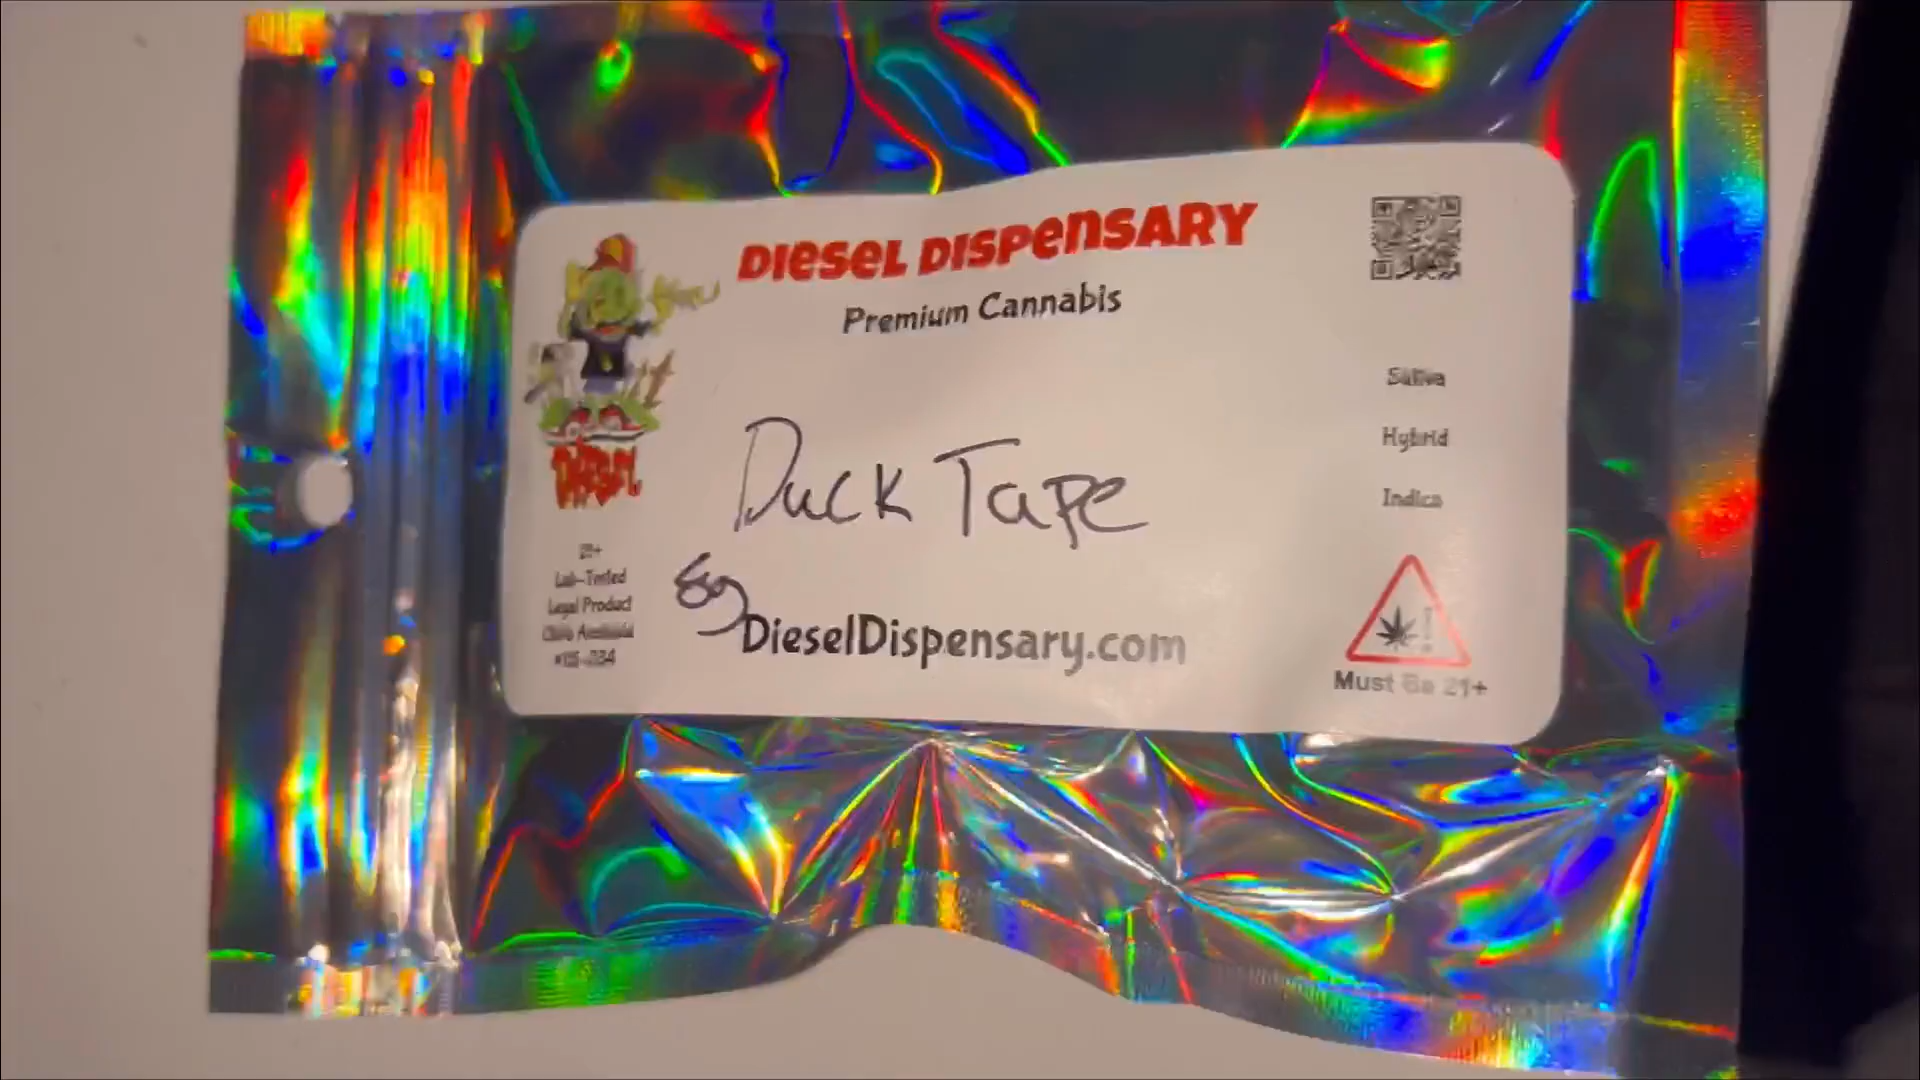 DIESEL DISPENSARY
Premium Cannabis
DIESEL
Duck Tape
8g
DieselDispensary.com
21+
Lab-Tested
Legal Product
Sativa
Hybrid
Indica
Must Be 21+